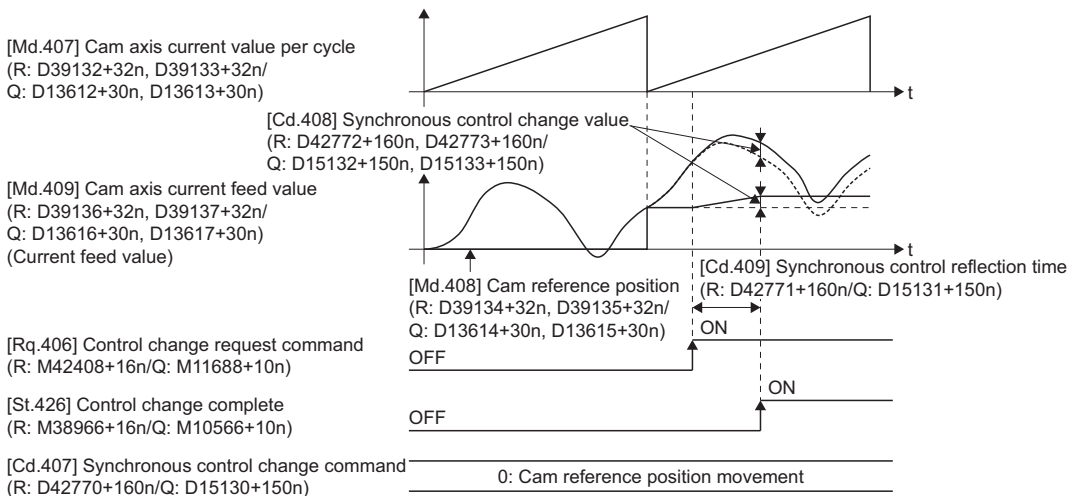 [Md.407] Cam axis current value per cycle
(R: D39132+32n, D39133+32n/
Q: D13612+30n, D13613+30n)
t
[Cd.408] Synchronous control change value
(R: D42772+160n, D42773+160n/
Q: D15132+150n, D15133+150n)
[Md.409] Cam axis current feed value
(R: D39136+32n, D39137+32n/
Q: D13616+30n, D13617+30n)
(Current feed value)
t
[Md.408] Cam reference position
(R: D39134+32n, D39135+32n/
Q: D13614+30n, D13615+30n)
[Cd.409] Synchronous control reflection time
(R: D42771+160n/Q: D15131+150n)
[Rq.406] Control change request command
(R: M42408+16n/Q: M11688+10n)
OFF
ON
[St.426] Control change complete
(R: M38966+16n/Q: M10566+10n)
OFF
ON
[Cd.407] Synchronous control change command
(R: D42770+160n/Q: D15130+150n)
0: Cam reference position movement